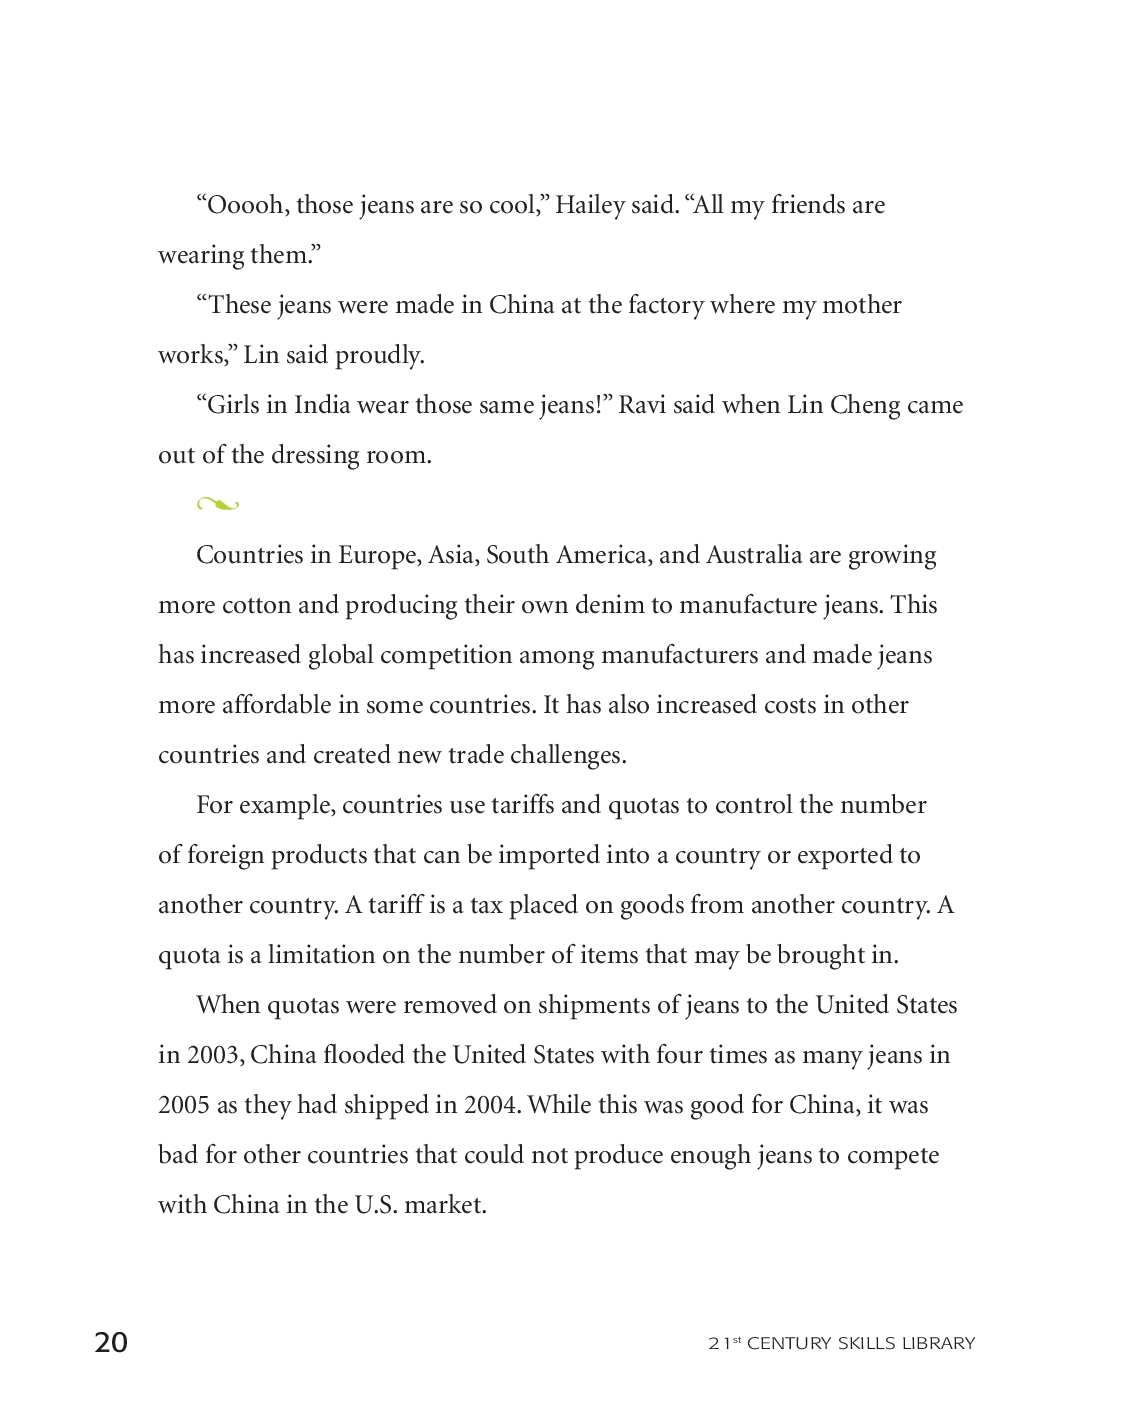 “Ooooh, those jeans are so cool,” Hailey said. “All my friends are
wearing them.”
“These jeans were made in China at the factory where my mother
works,” Lin said proudly.
“Girls in India wear those same jeans!” Ravi said when Lin Cheng came
out of the dressing room.
Countries in Europe, Asia, South America, and Australia are growing
more cotton and producing their own denim to manufacture jeans. This
has increased global competition among manufacturers and made jeans
more affordable in some countries. It has also increased costs in other
countries and created new trade challenges.
For example, countries use tariffs and quotas to control the number
of foreign products that can be imported into a country or exported to
another country. A tariff is a tax placed on goods from another country. A
quota is a limitation on the number of items that may be brought in.
When quotas were removed on shipments of jeans to the United States
in 2003, China flooded the United States with four times as many jeans in
2005 as they had shipped in 2004. While this was good for China, it was
bad for other countries that could not produce enough jeans to compete
with China in the U.S. market.
20
21st CENTURY SKILLS LIBRARY